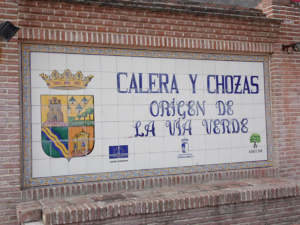 CALERA Y CHOZAS
ORIGEN DE
LA VÍA VERDE